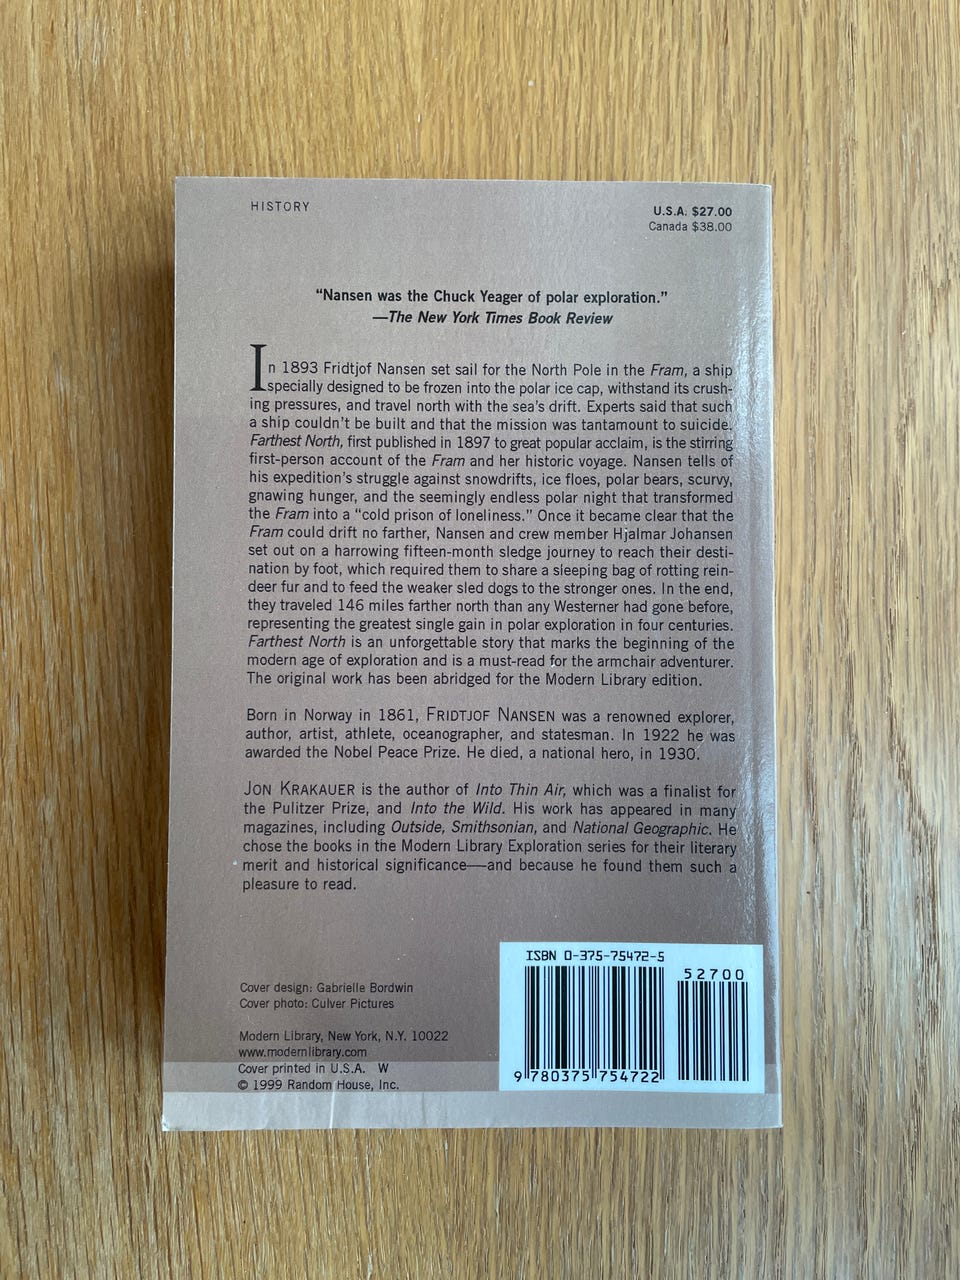 HISTORY
U.S.A. $27.00
Canada $38.00
“Nansen was the Chuck Yeager of polar exploration.”
—The New York Times Book Review
In 1893 Fridtjof Nansen set sail for the North Pole in the Fram, a ship
specially designed to be frozen into the polar ice cap, withstand its crush-
ing pressures, and travel north with the sea’s drift. Experts said that such
a ship couldn’t be built and that the mission was tantamount to suicide.
Farthest North, first published in 1897 to great popular acclaim, is the stirring
first-person account of the Fram and her historic voyage. Nansen tells of
his expedition’s struggle against snowdrifts, ice floes, polar bears, scurvy,
gnawing hunger, and the seemingly endless polar night that transformed
the Fram into a “cold prison of loneliness.” Once it became clear that the
Fram could drift no farther, Nansen and crew member Hjalmar Johansen
set out on a harrowing fifteen-month sledge journey to reach their desti-
nation by foot, which required them to share a sleeping bag of rotting rein-
deer fur and to feed the weaker sled dogs to the stronger ones. In the end,
they traveled 146 miles farther north than any Westerner had gone before,
representing the greatest single gain in polar exploration in four centuries.
Farthest North is an unforgettable story that marks the beginning of the
modern age of exploration and is a must-read for the armchair adventurer.
The original work has been abridged for the Modern Library edition.
Born in Norway in 1861, FRIDTJOF NANSEN was a renowned explorer,
author, artist, athlete, oceanographer, and statesman. In 1922 he was
awarded the Nobel Peace Prize. He died, a national hero, in 1930.
JON KRAKAUER is the author of Into Thin Air, which was a finalist for
the Pulitzer Prize, and Into the Wild. His work has appeared in many
magazines, including Outside, Smithsonian, and National Geographic. He
chose the books in the Modern Library Exploration series for their literary
merit and historical significance—and because he found them such a
pleasure to read.
Cover design: Gabrielle Bordwin
Cover photo: Culver Pictures
Modern Library, New York, N.Y. 10022
www.modernlibrary.com
Cover printed in U.S.A. W
© 1999 Random House, Inc.
ISBN 0-375-75472-5
52700
9 780375 754722